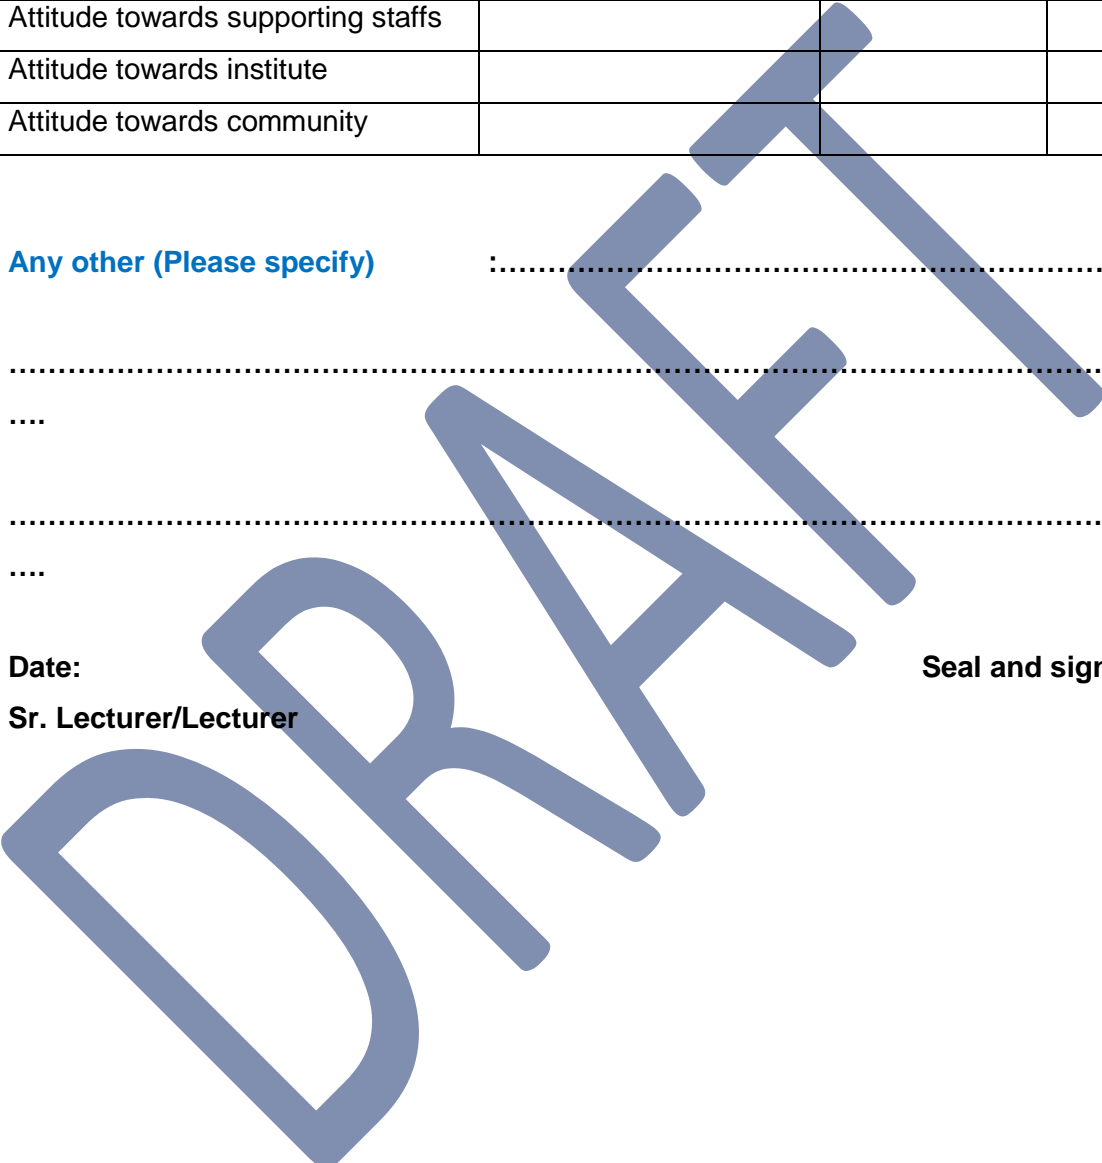 Attitude towards supporting staffs
Attitude towards institute
Attitude towards community
Any other (Please specify) :……………………………………………………………
………………………………………………………………………………………………
….
………………………………………………………………………………………………
….
Date: Seal and sign
Sr. Lecturer/Lecturer
DRAFT